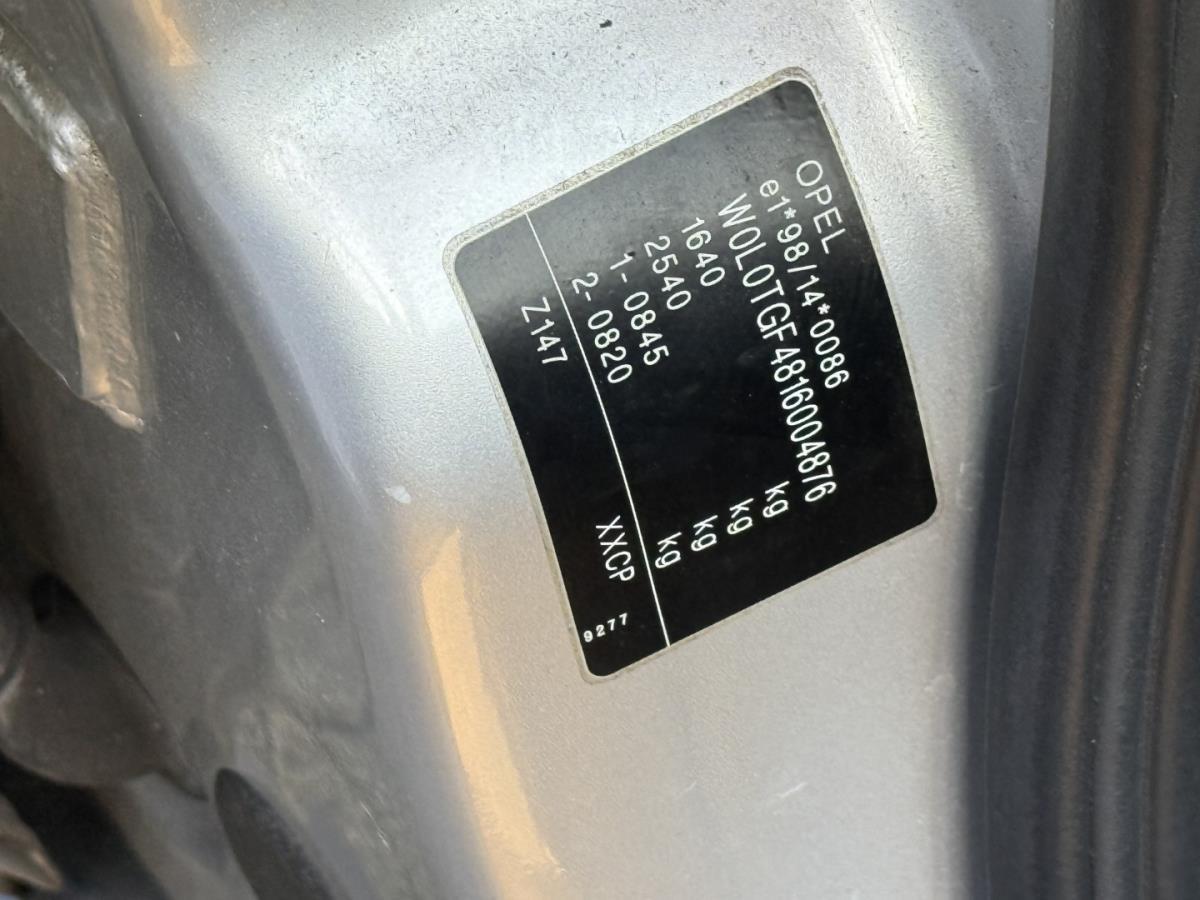 OPEL
e1*98/14*0086
W0L0TGF4816004876
1640 kg
2540 kg
1- 0845 kg
2- 0820 kg
Z147 XXCP 9277